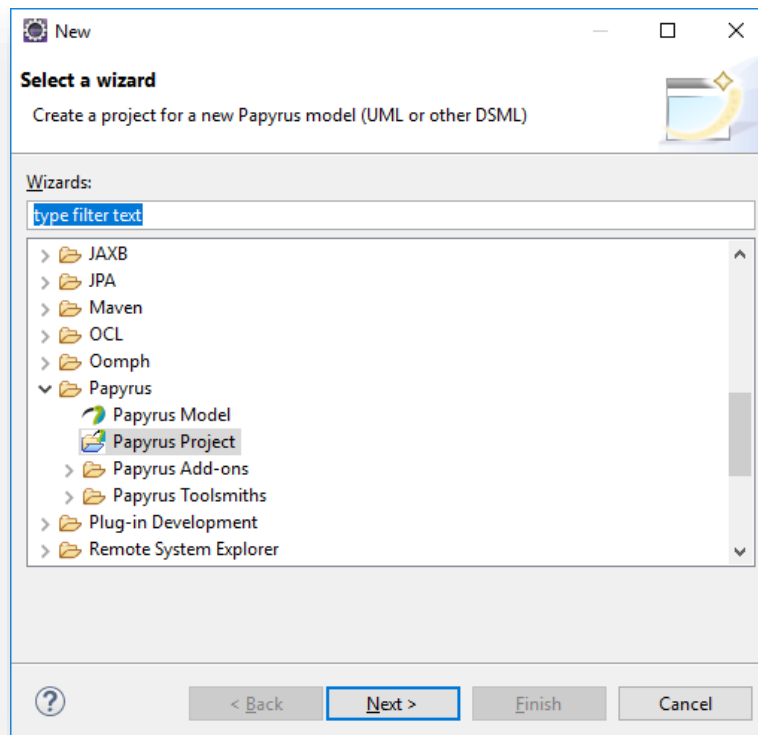 New
Select a wizard
Create a project for a new Papyrus model (UML or other DSML)
Wizards:
type filter text
JAXB
JPA
Maven
OCL
Oomph
Papyrus
Papyrus Model
Papyrus Project
Papyrus Add-ons
Papyrus Toolsmiths
Plug-in Development
Remote System Explorer
? < Back Next > Finish Cancel